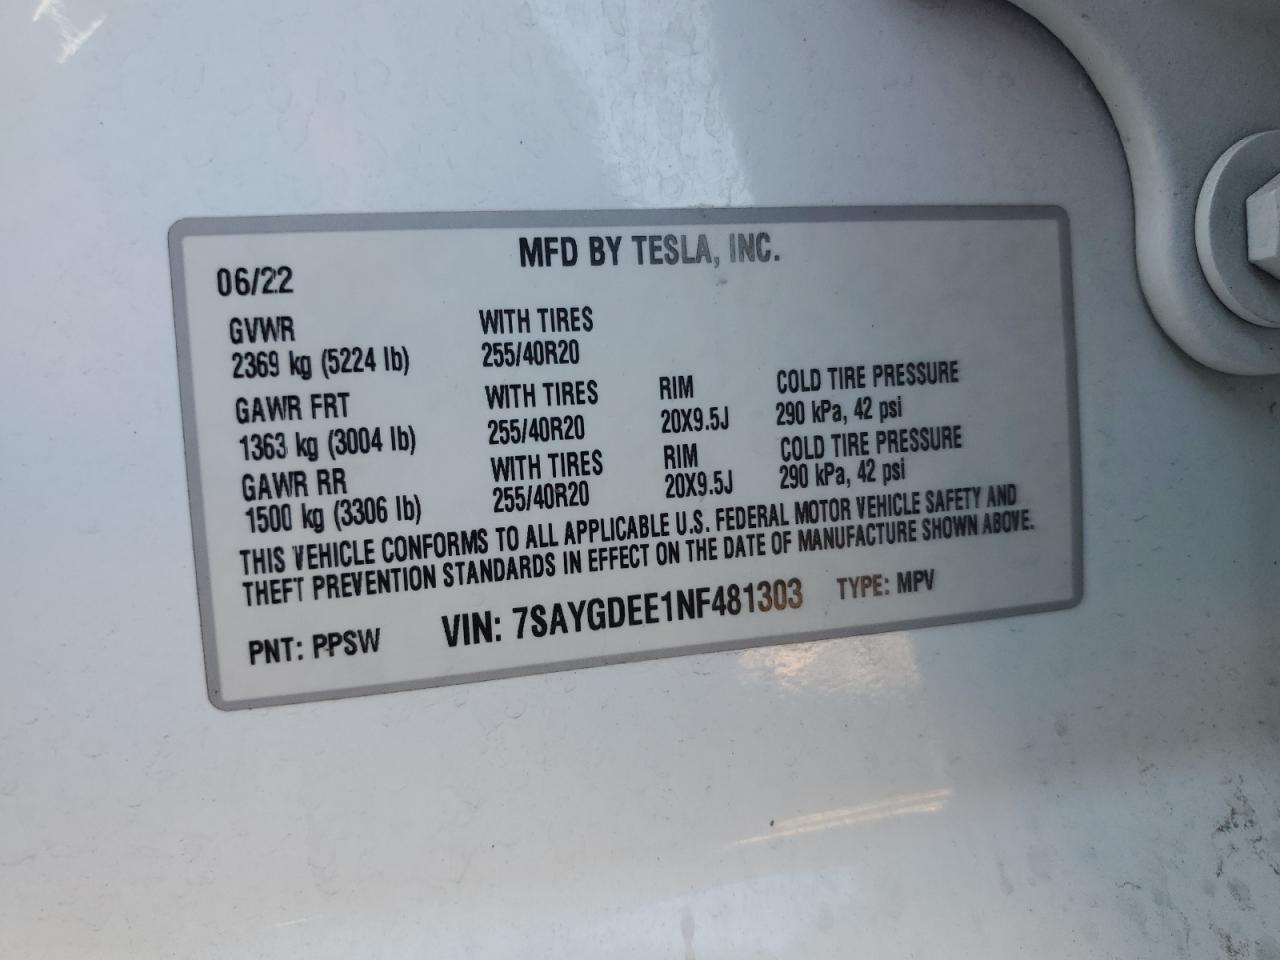 MFD BY TESLA, INC.
06/22
GVWR WITH TIRES
2369 kg (5224 lb) 255/40R20
GAWR FRT WITH TIRES RIM COLD TIRE PRESSURE
1363 kg (3004 lb) 255/40R20 20X9.5J 290 kPa, 42 psi
GAWR RR WITH TIRES RIM COLD TIRE PRESSURE
1500 kg (3306 lb) 255/40R20 20X9.5J 290 kPa, 42 psi
THIS VEHICLE CONFORMS TO ALL APPLICABLE U.S. FEDERAL MOTOR VEHICLE SAFETY AND
THEFT PREVENTION STANDARDS IN EFFECT ON THE DATE OF MANUFACTURE SHOWN ABOVE.
PNT: PPSW VIN: 7SAYGDEE1NF481303 TYPE: MPV